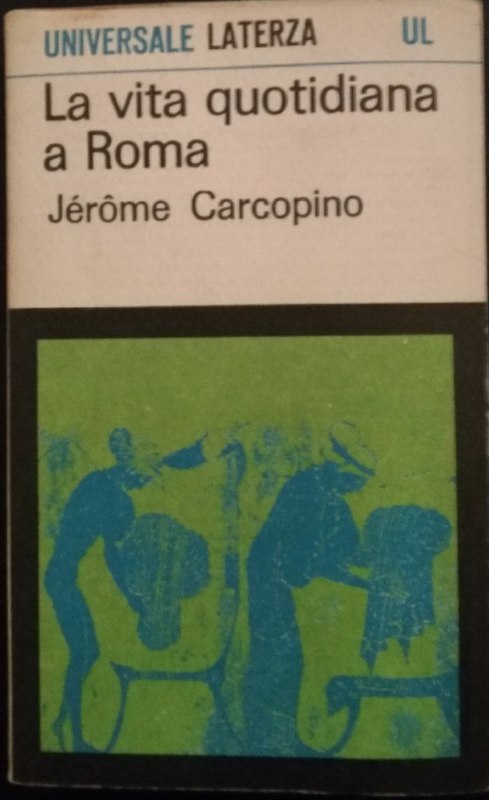 UNIVERSALE LATERZA UL
La vita quotidiana
a Roma
Jérôme Carcopino